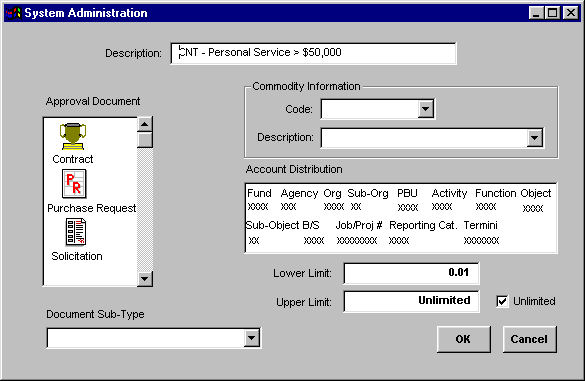 System Administration
Description: CNT - Personal Service > $50,000
Approval Document
Contract
PR
Purchase Request
Solicitation
Document Sub-Type
Commodity Information
Code:
Description:
Account Distribution
Fund Agency Org Sub-Org PBU Activity Function Object
xxxx xxx xxxx xx xxxx xxxx xxxx xxxx
Sub-Object B/S Job/Proj # Reporting Cat. Termini
xx xxxx xxxxxxxx xxxx xxxxxxx
Lower Limit: 0.01
Upper Limit: Unlimited Unlimited
OK Cancel